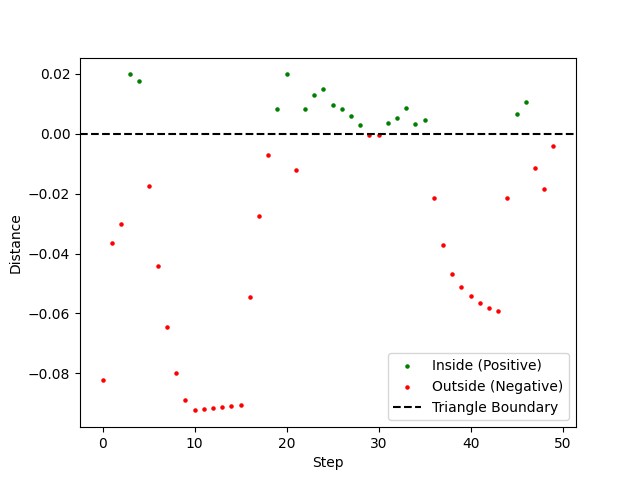 0.02
0.00
−0.02
−0.04
−0.06
−0.08
Distance
0 10 20 30 40 50
Step
Inside (Positive)
Outside (Negative)
Triangle Boundary